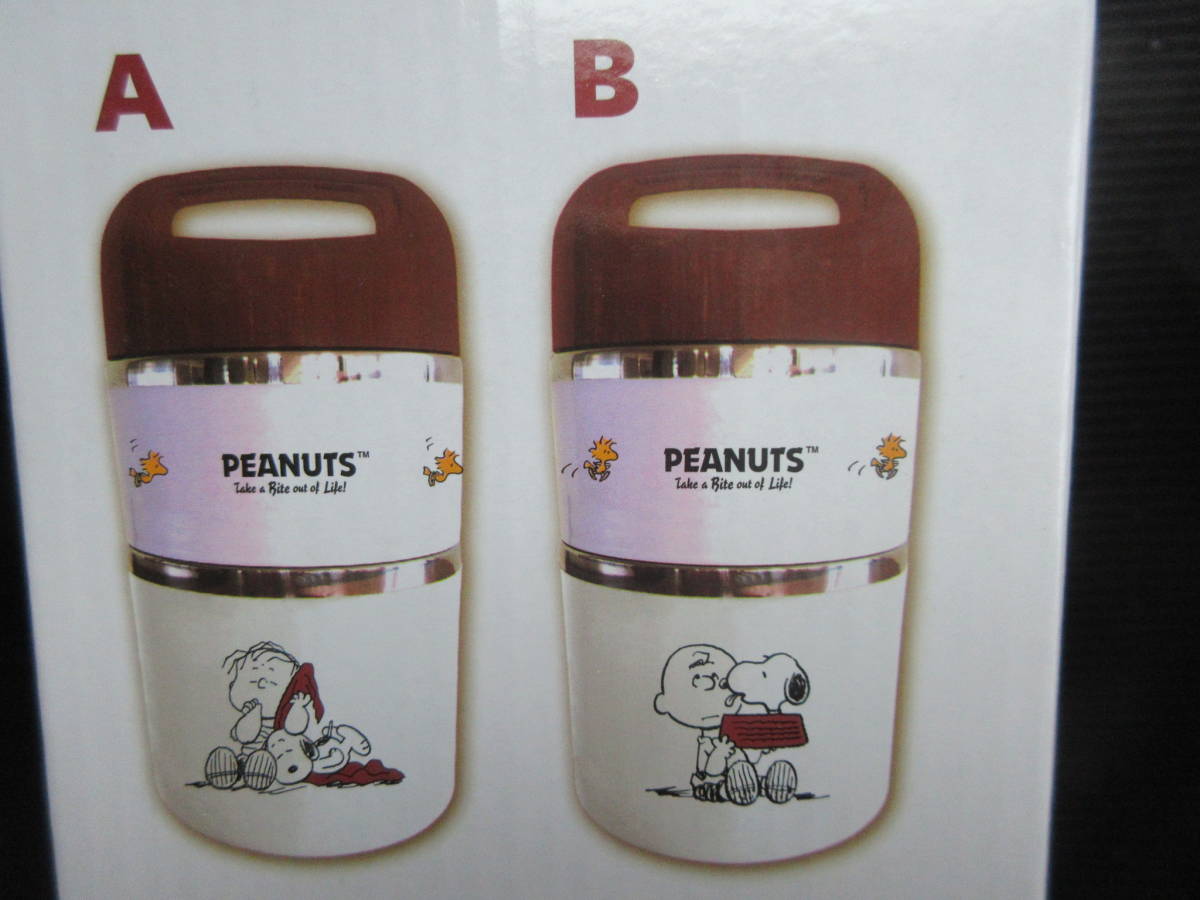 A
B
PEANUTS™
Take a Bite out of Life!
PEANUTS™
Take a Bite out of Life!